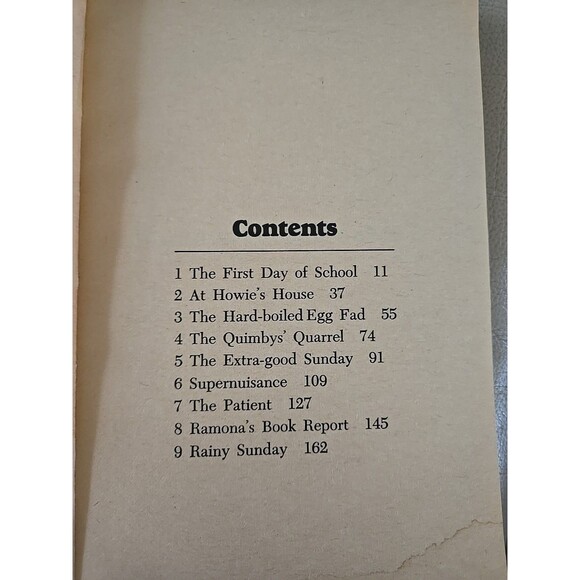 Contents
1 The First Day of School 11
2 At Howie's House 37
3 The Hard-boiled Egg Fad 55
4 The Quimbys' Quarrel 74
5 The Extra-good Sunday 91
6 Supernuisance 109
7 The Patient 127
8 Ramona's Book Report 145
9 Rainy Sunday 162